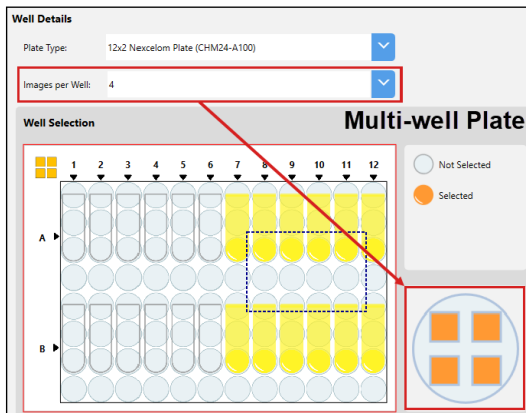 Well Details
Plate Type: 12x2 Nexcelom Plate (CHM24-A100)
Images per Well: 4
Well Selection
Multi-well Plate
1 2 3 4 5 6 7 8 9 10 11 12
Not Selected
Selected
A
B